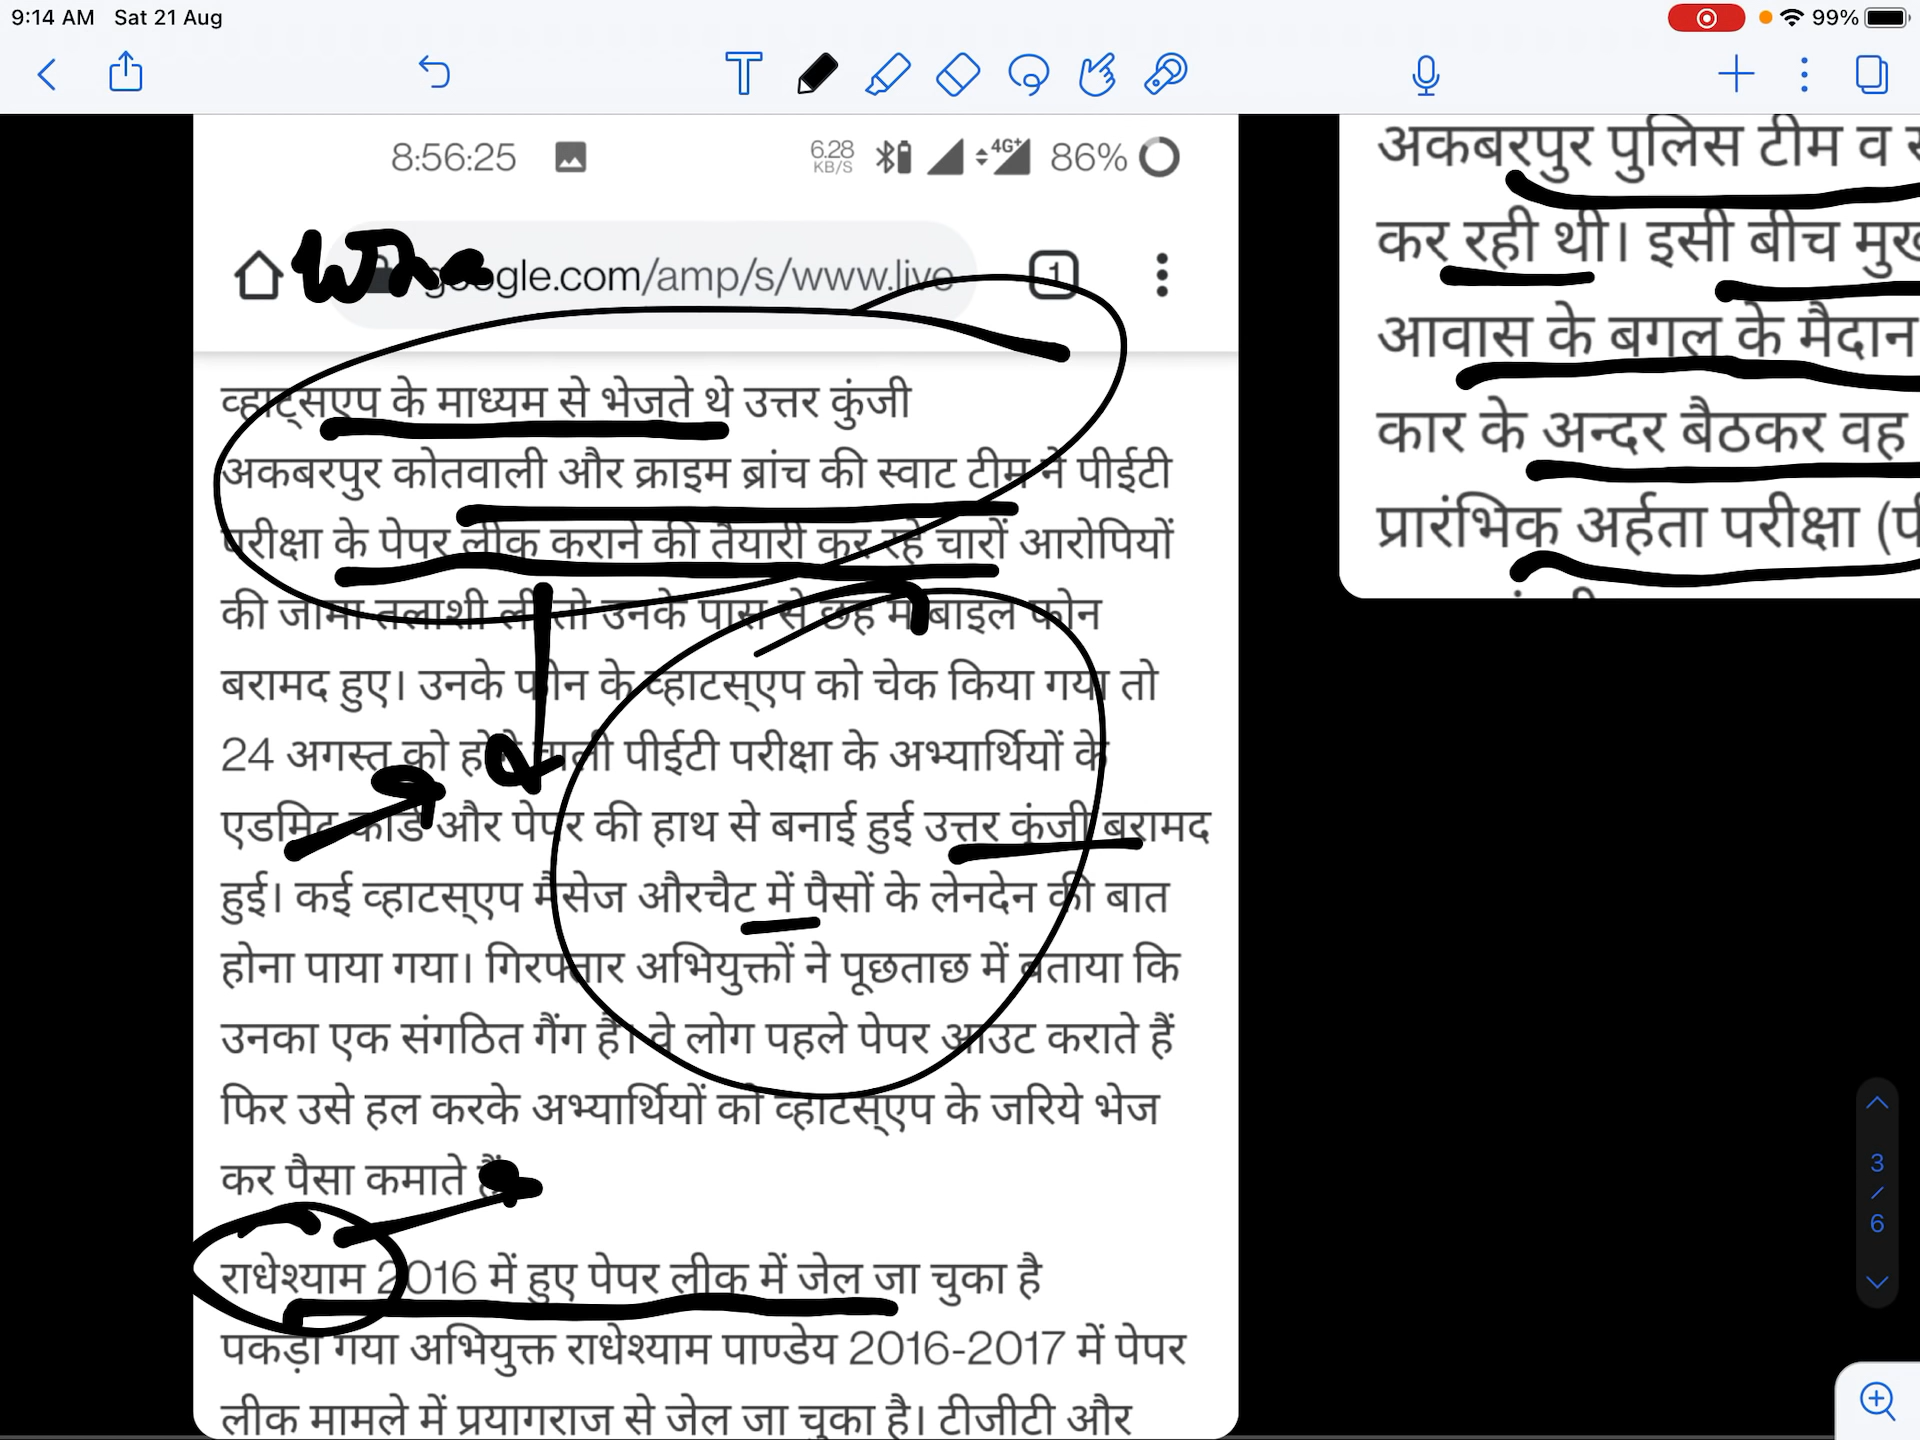 9:14 AM Sat 21 Aug
99%
T
8:56:25
6.28 KB/S
4G+
86%
google.com/amp/s/www.live
1
व्हाट्सएप के माध्यम से भेजते थे उत्तर कुंजी
अकबरपुर कोतवाली और क्राइम ब्रांच की स्वाट टीम ने पीईटी
परीक्षा के पेपर लीक कराने की तैयारी कर रहे चारों आरोपियों
की जामा तलाशी ली तो उनके पास से छह मोबाइल फोन
बरामद हुए। उनके फोन के व्हाटस्एप को चेक किया गया तो
24 अगस्त को होने वाली पीईटी परीक्षा के अभ्यार्थियों के
एडमिट कार्ड और पेपर की हाथ से बनाई हुई उत्तर कुंजी बरामद
हुई। कई व्हाटस्एप मैसेज औरचैट में पैसों के लेनदेन की बात
होना पाया गया। गिरफ्तार अभियुक्तों ने पूछताछ में बताया कि
उनका एक संगठित गैंग है। वे लोग पहले पेपर आउट कराते हैं
फिर उसे हल करके अभ्यार्थियों को व्हाटस्एप के जरिये भेज
कर पैसा कमाते हैं
राधेश्याम 2016 में हुए पेपर लीक में जेल जा चुका है
पकड़ा गया अभियुक्त राधेश्याम पाण्डेय 2016-2017 में पेपर
लीक मामले में प्रयागराज से जेल जा चुका है। टीजीटी और
अकबरपुर पुलिस टीम व
कर रही थी। इसी बीच
आवास के बगल के मैदान
कार के अन्दर बैठकर वह
प्रारंभिक अर्हता परीक्षा
3
/
6